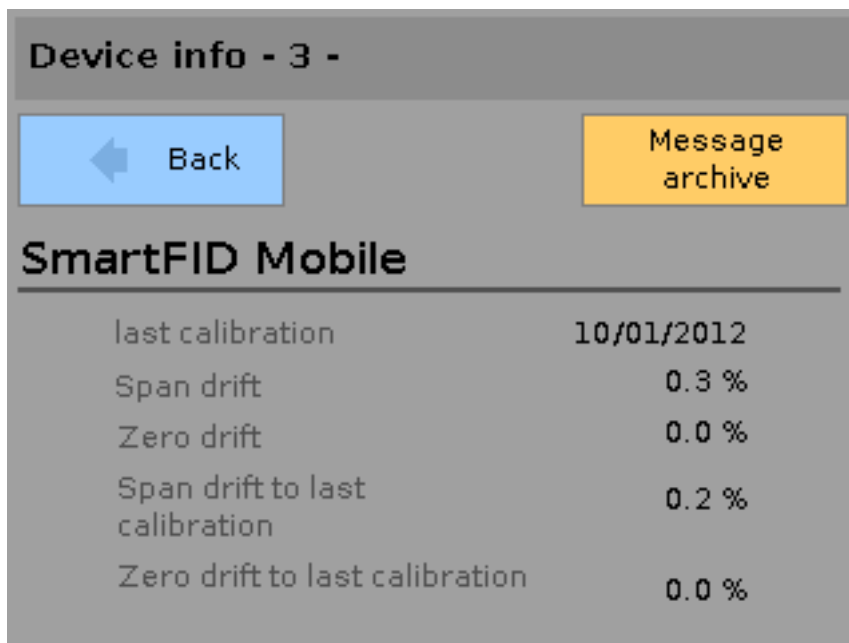 Device info - 3 -
Back
Message
archive
SmartFID Mobile
last calibration 10/01/2012
Span drift 0.3 %
Zero drift 0.0 %
Span drift to last
calibration 0.2 %
Zero drift to last calibration 0.0 %